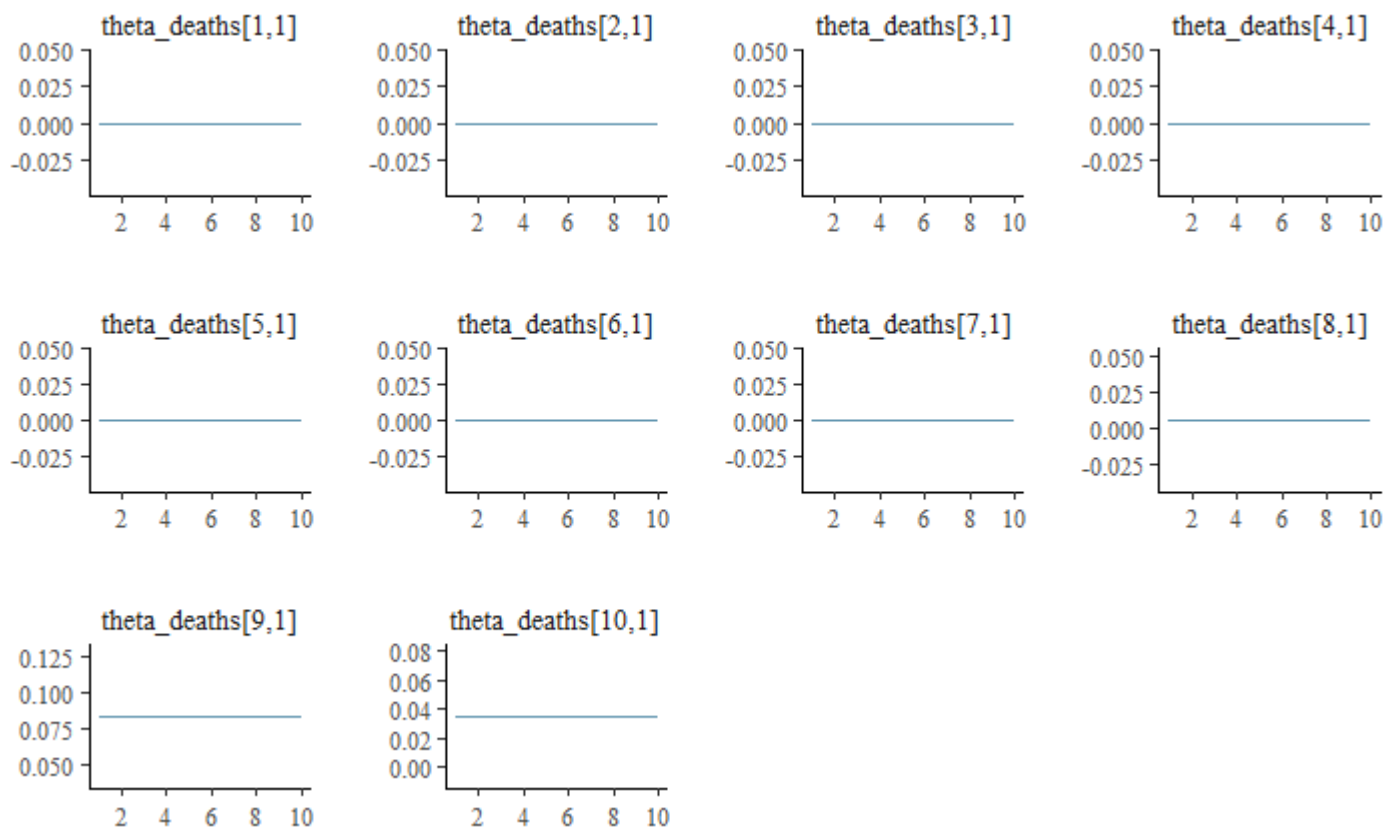 theta_deaths[1,1] theta_deaths[2,1] theta_deaths[3,1] theta_deaths[4,1]
0.050 0.050 0.050 0.050
0.025 0.025 0.025 0.025
0.000 0.000 0.000 0.000
-0.025 -0.025 -0.025 -0.025
2 4 6 8 10 2 4 6 8 10 2 4 6 8 10 2 4 6 8 10
theta_deaths[5,1] theta_deaths[6,1] theta_deaths[7,1] theta_deaths[8,1]
0.050 0.050 0.050 0.050
0.025 0.025 0.025 0.025
0.000 0.000 0.000 0.000
-0.025 -0.025 -0.025 -0.025
2 4 6 8 10 2 4 6 8 10 2 4 6 8 10 2 4 6 8 10
theta_deaths[9,1] theta_deaths[10,1]
0.125 0.08
0.100 0.06
0.075 0.04
0.050 0.02
0.00
2 4 6 8 10 2 4 6 8 10